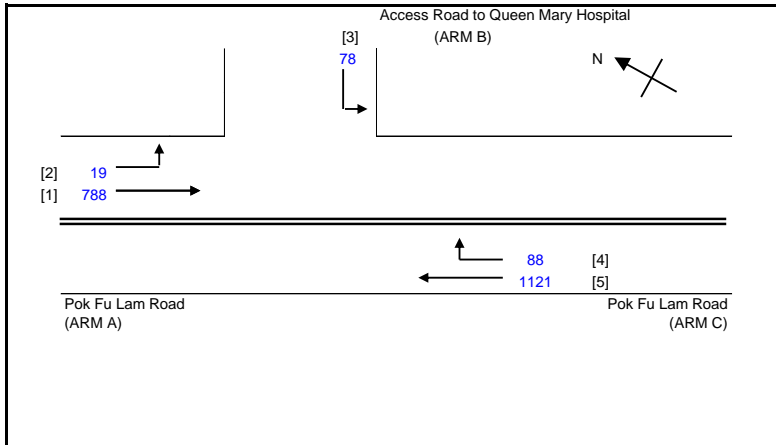 Access Road to Queen Mary Hospital
[3] (ARM B)
78 N
[2] 19
[1] 788
88 [4]
1121 [5]
Pok Fu Lam Road Pok Fu Lam Road
(ARM A) (ARM C)